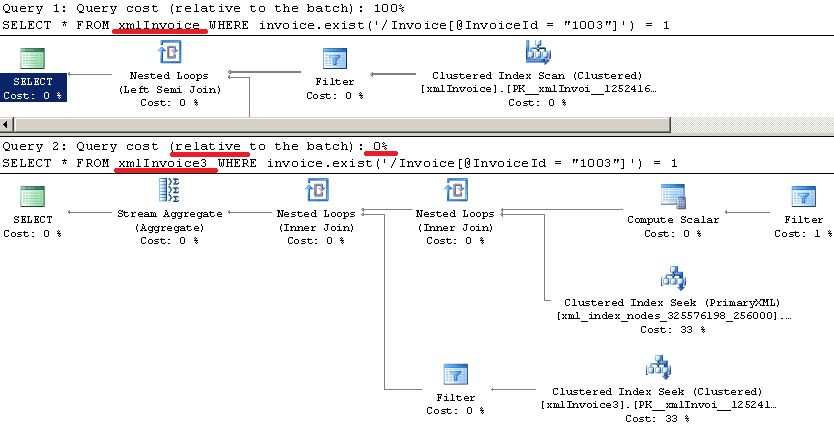 Query 1: Query cost (relative to the batch): 100%
SELECT * FROM xmlInvoice WHERE invoice.exist('/Invoice[@InvoiceId = "1003"]') = 1
SELECT
Cost: 0 %
Nested Loops
(Left Semi Join)
Cost: 0 %
Filter
Cost: 0 %
Clustered Index Scan (Clustered)
[xmlInvoice].[PK__xmlInvoi__1252416…
Cost: 0 %
Query 2: Query cost (relative to the batch): 0%
SELECT * FROM xmlInvoice3 WHERE invoice.exist('/Invoice[@InvoiceId = "1003"]') = 1
SELECT
Cost: 0 %
Stream Aggregate
(Aggregate)
Cost: 0 %
Nested Loops
(Inner Join)
Cost: 0 %
Nested Loops
(Inner Join)
Cost: 0 %
Compute Scalar
Cost: 0 %
Filter
Cost: 1 %
Clustered Index Seek (PrimaryXML)
[xml_index_nodes_325576198_256000].…
Cost: 33 %
Filter
Cost: 0 %
Clustered Index Seek (Clustered)
[xmlInvoice3].[PK__xmlInvoi__125241…
Cost: 33 %